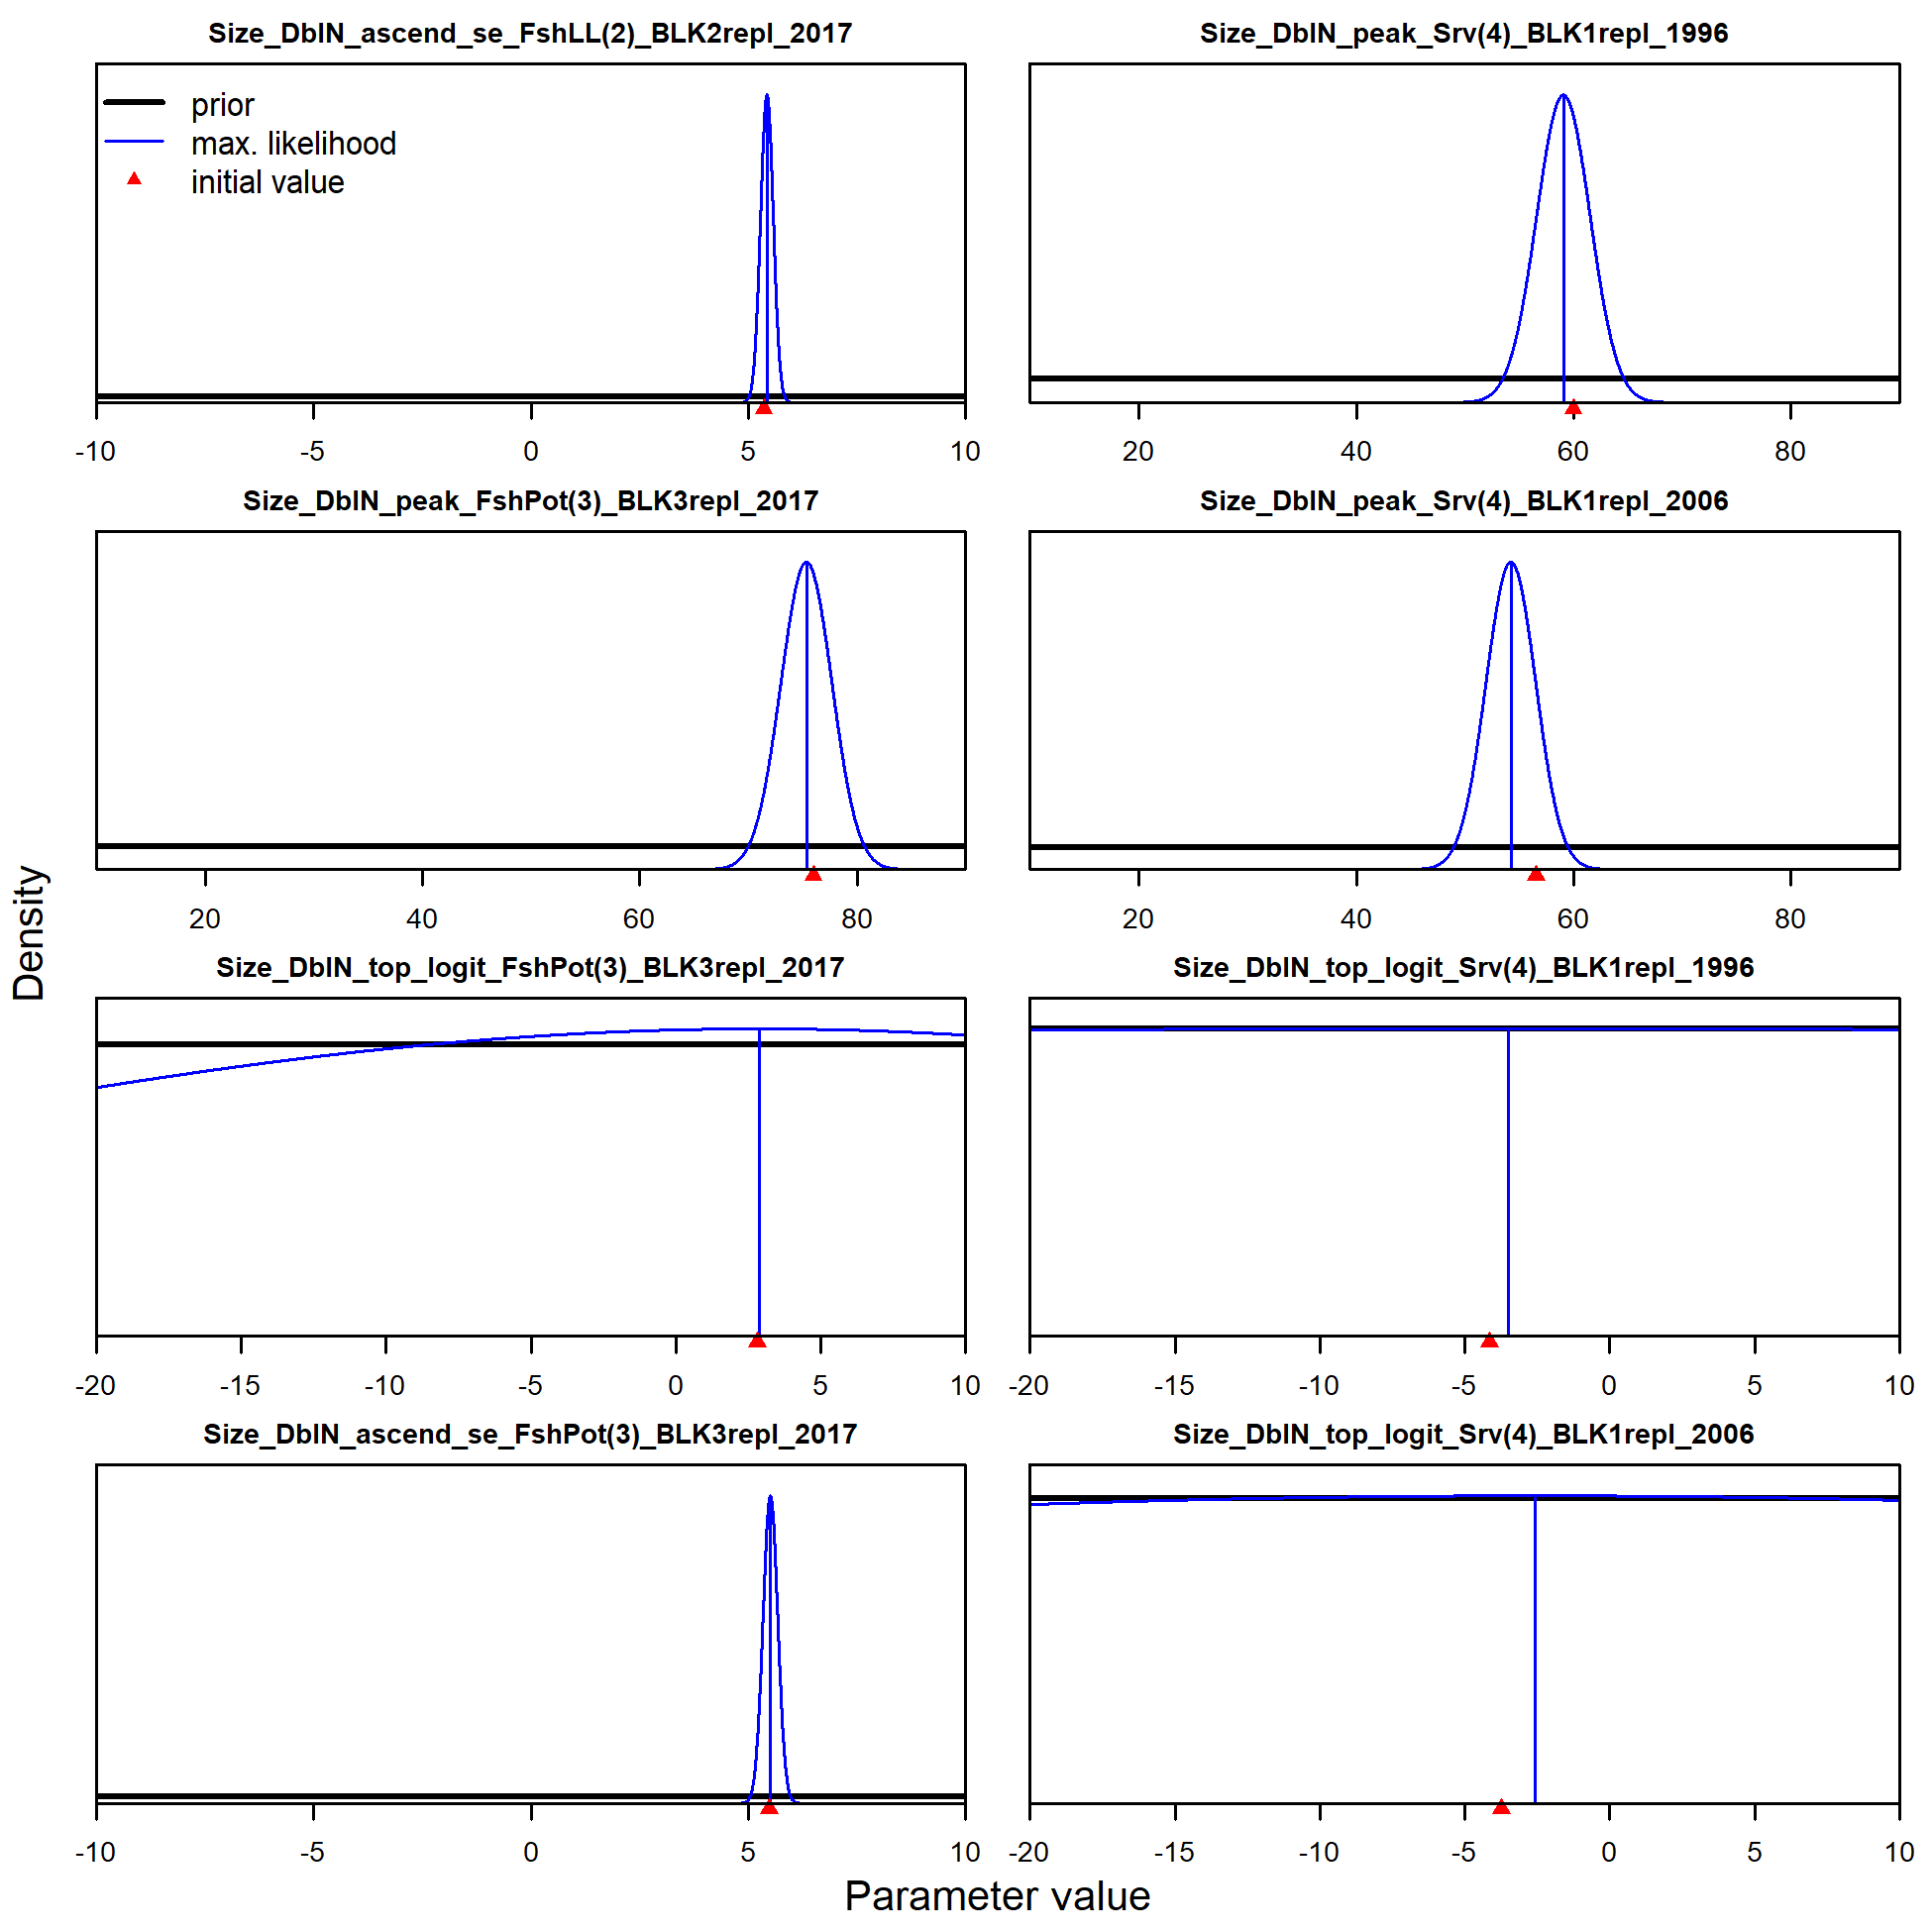 Size_DblN_ascend_se_FshLL(2)_BLK2repl_2017
prior
max. likelihood
initial value
-10 -5 0 5 10
Size_DblN_peak_Srv(4)_BLK1repl_1996
20 40 60 80
Size_DblN_peak_FshPot(3)_BLK3repl_2017
20 40 60 80
Size_DblN_peak_Srv(4)_BLK1repl_2006
20 40 60 80
Density
Size_DblN_top_logit_FshPot(3)_BLK3repl_2017
-20 -15 -10 -5 0 5 10
Size_DblN_top_logit_Srv(4)_BLK1repl_1996
-20 -15 -10 -5 0 5 10
Size_DblN_ascend_se_FshPot(3)_BLK3repl_2017
-10 -5 0 5 10
Size_DblN_top_logit_Srv(4)_BLK1repl_2006
-20 -15 -10 -5 0 5 10
Parameter value